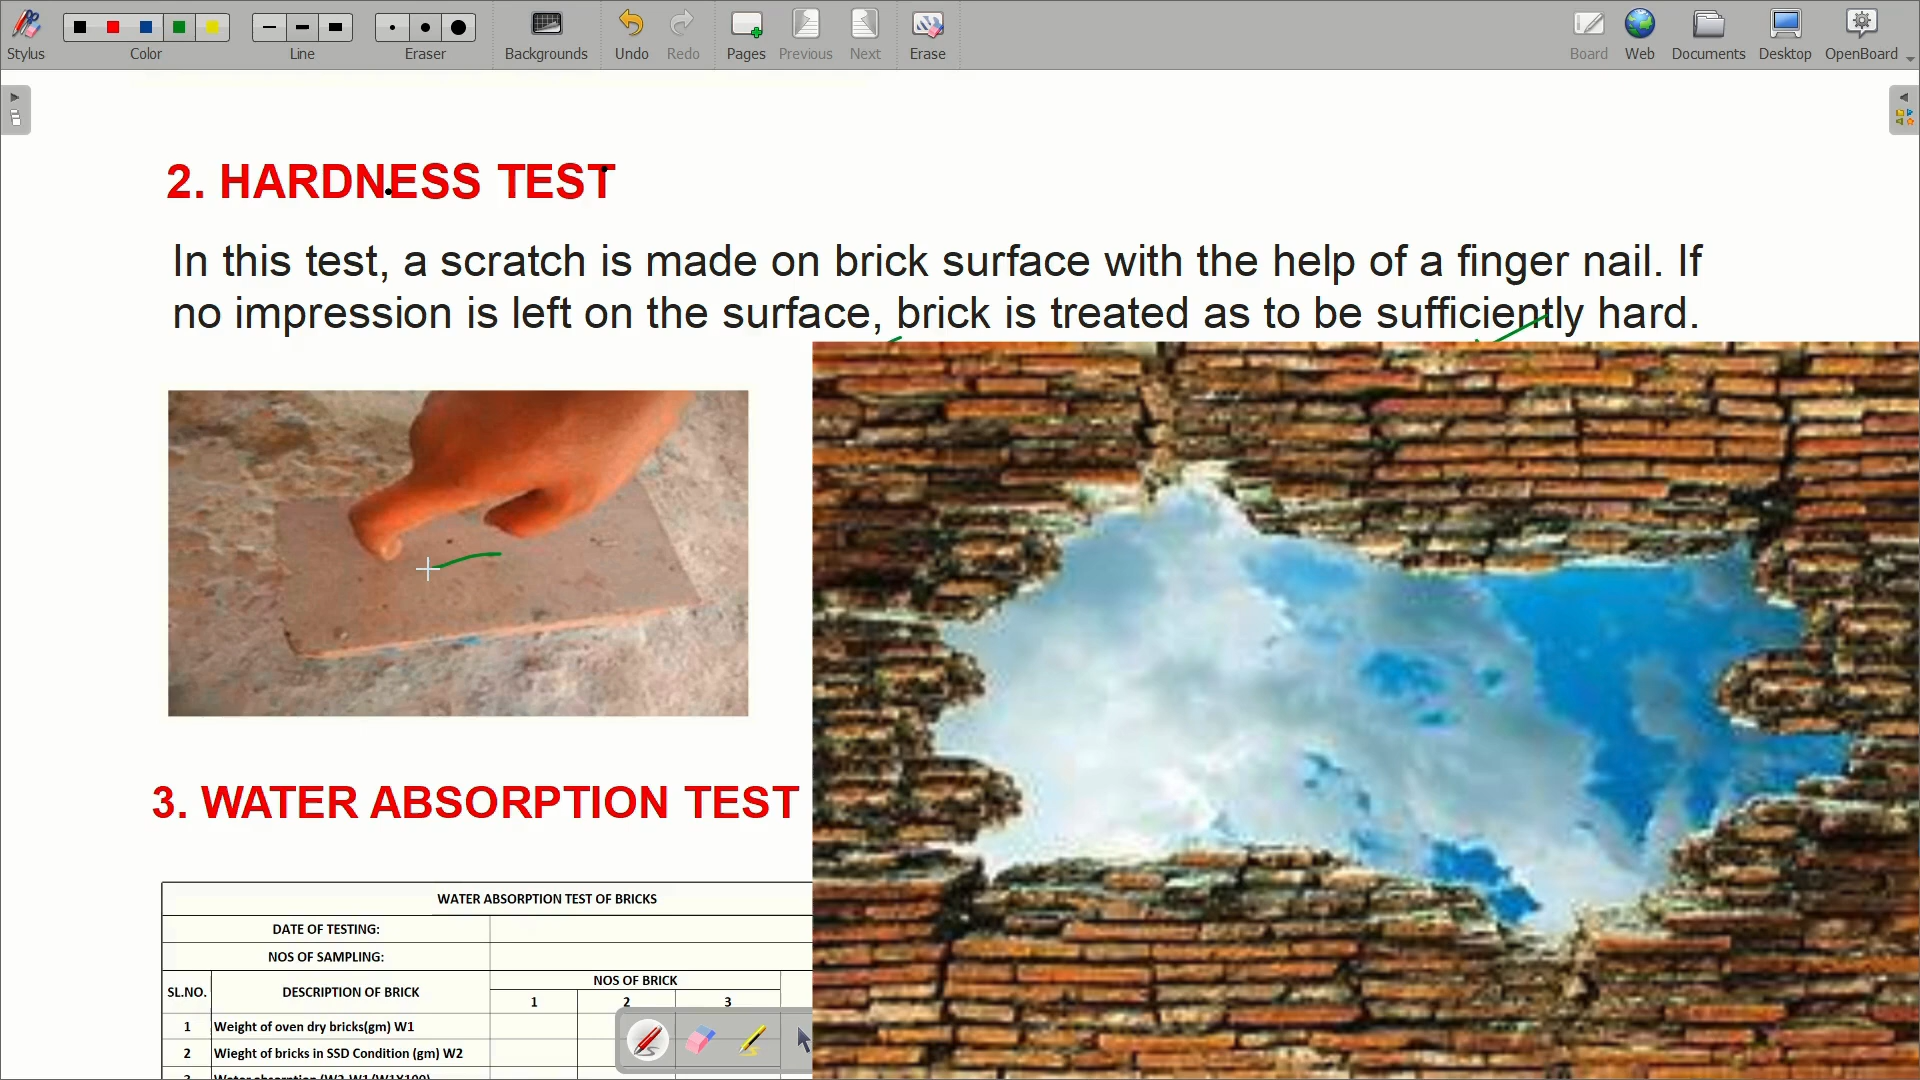 Stylus
Color
Line
Eraser
Backgrounds
Undo
Redo
Pages
Previous
Next
Erase
Board
Web
Documents
Desktop
OpenBoard
2. HARDNESS TEST
In this test, a scratch is made on brick surface with the help of a finger nail. If
no impression is left on the surface, brick is treated as to be sufficiently hard.
3. WATER ABSORPTION TEST
WATER ABSORPTION TEST OF BRICKS
DATE OF TESTING:
NOS OF SAMPLING:
SL.NO. DESCRIPTION OF BRICK NOS OF BRICK
1 2 3
1 Weight of oven dry bricks(gm) W1
2 Wieght of bricks in SSD Condition (gm) W2